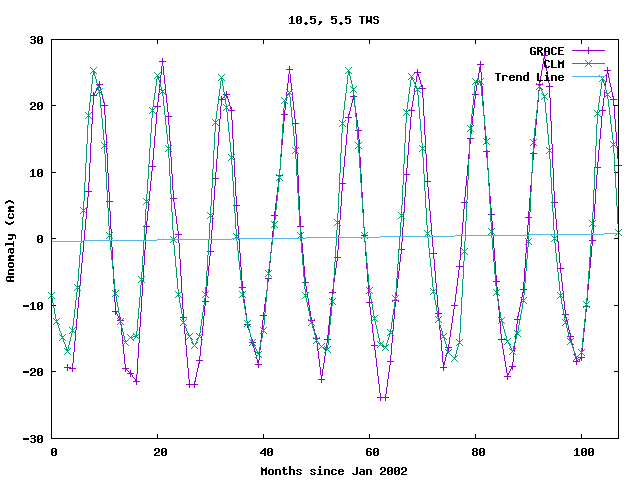 10.5, 5.5 TWS
GRACE
CLM
Trend Line
30
20
10
0
-10
-20
-30
Anomaly (cm)
0 20 40 60 80 100
Months since Jan 2002